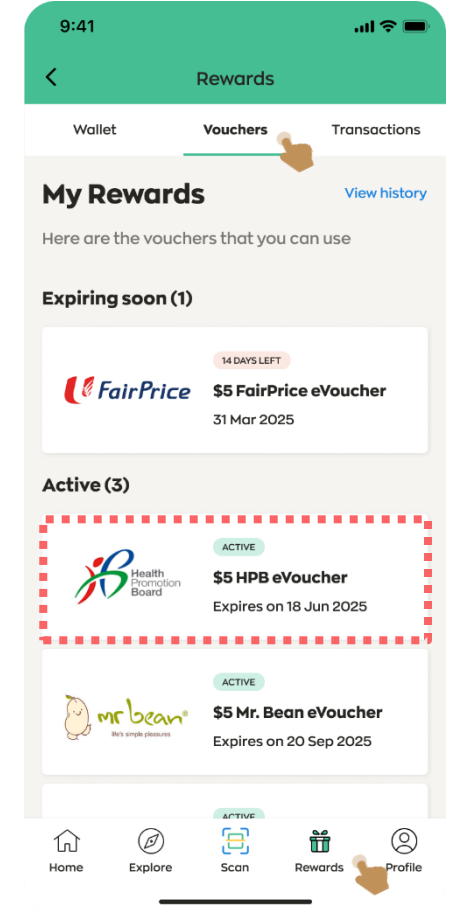 9:41
Rewards
Wallet Vouchers Transactions
My Rewards View history
Here are the vouchers that you can use
Expiring soon (1)
14 DAYS LEFT
FairPrice
$5 FairPrice eVoucher
31 Mar 2025
Active (3)
ACTIVE
Health
Promotion
Board
$5 HPB eVoucher
Expires on 18 Jun 2025
ACTIVE
mr bean®
life's simple pleasures
$5 Mr. Bean eVoucher
Expires on 20 Sep 2025
ACTIVE
Home Explore Scan Rewards Profile